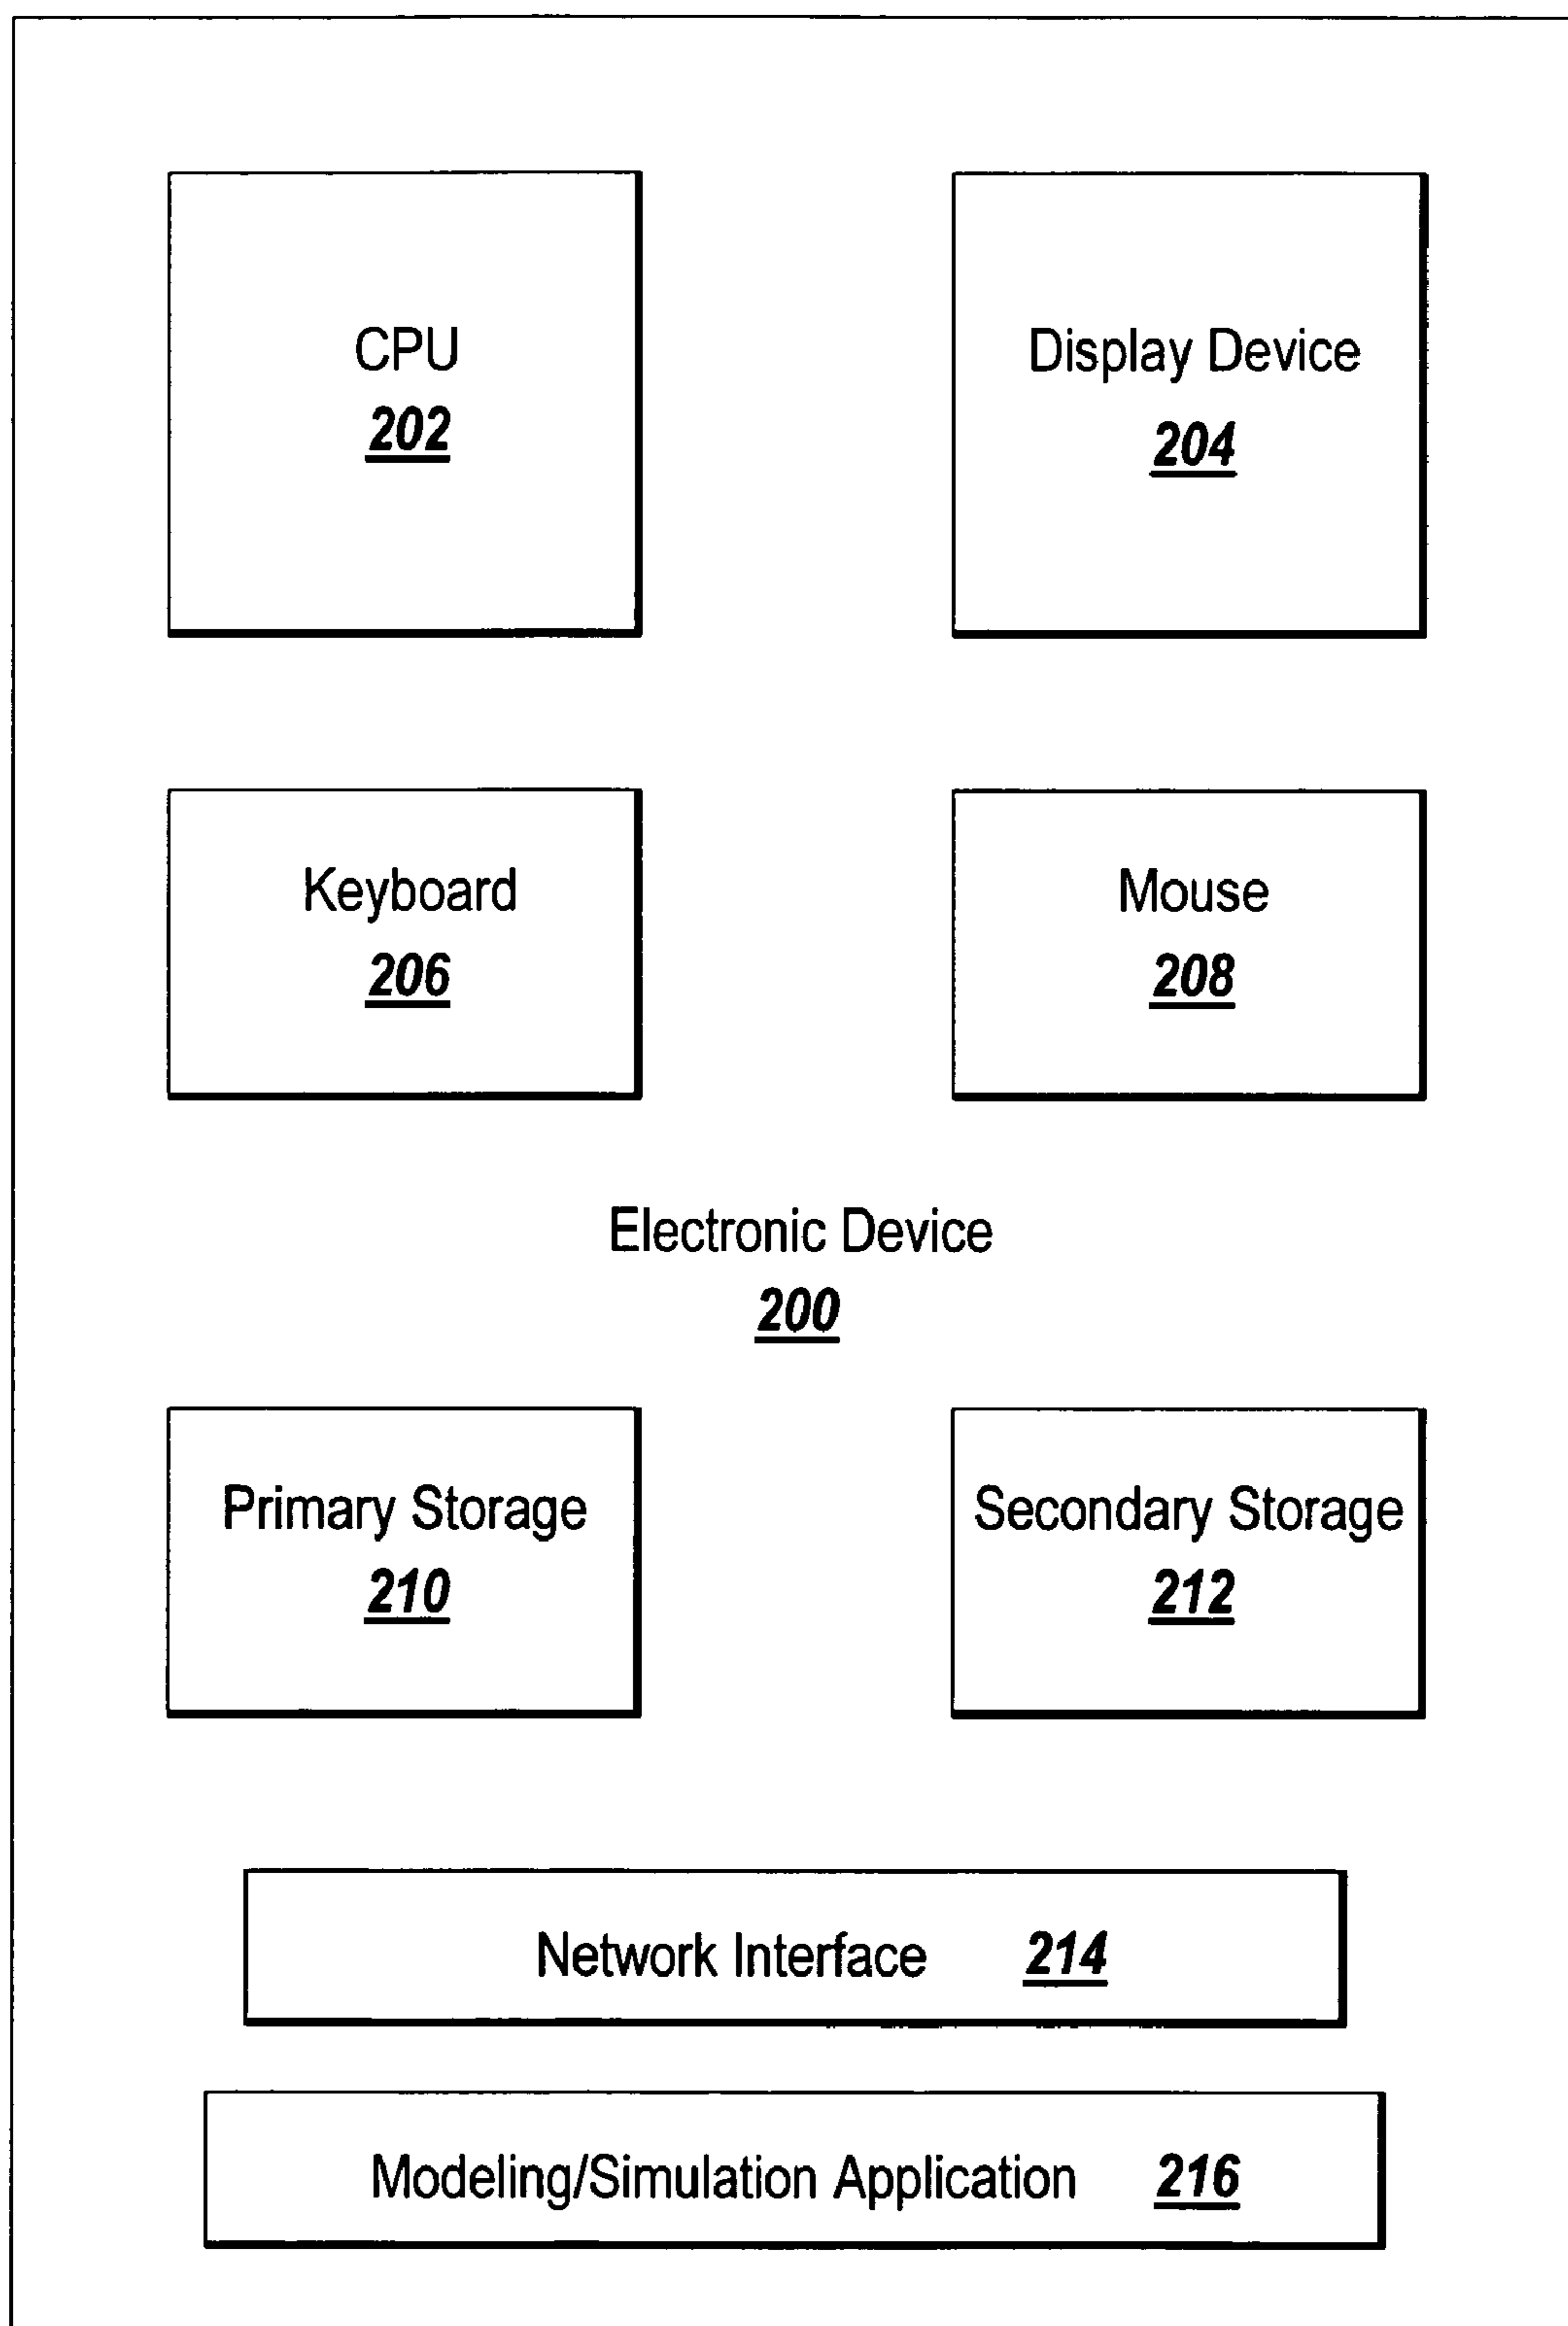 CPU
202
Display Device
204
Keyboard
206
Mouse
208
Electronic Device
200
Primary Storage
210
Secondary Storage
212
Network Interface 214
Modeling/Simulation Application 216